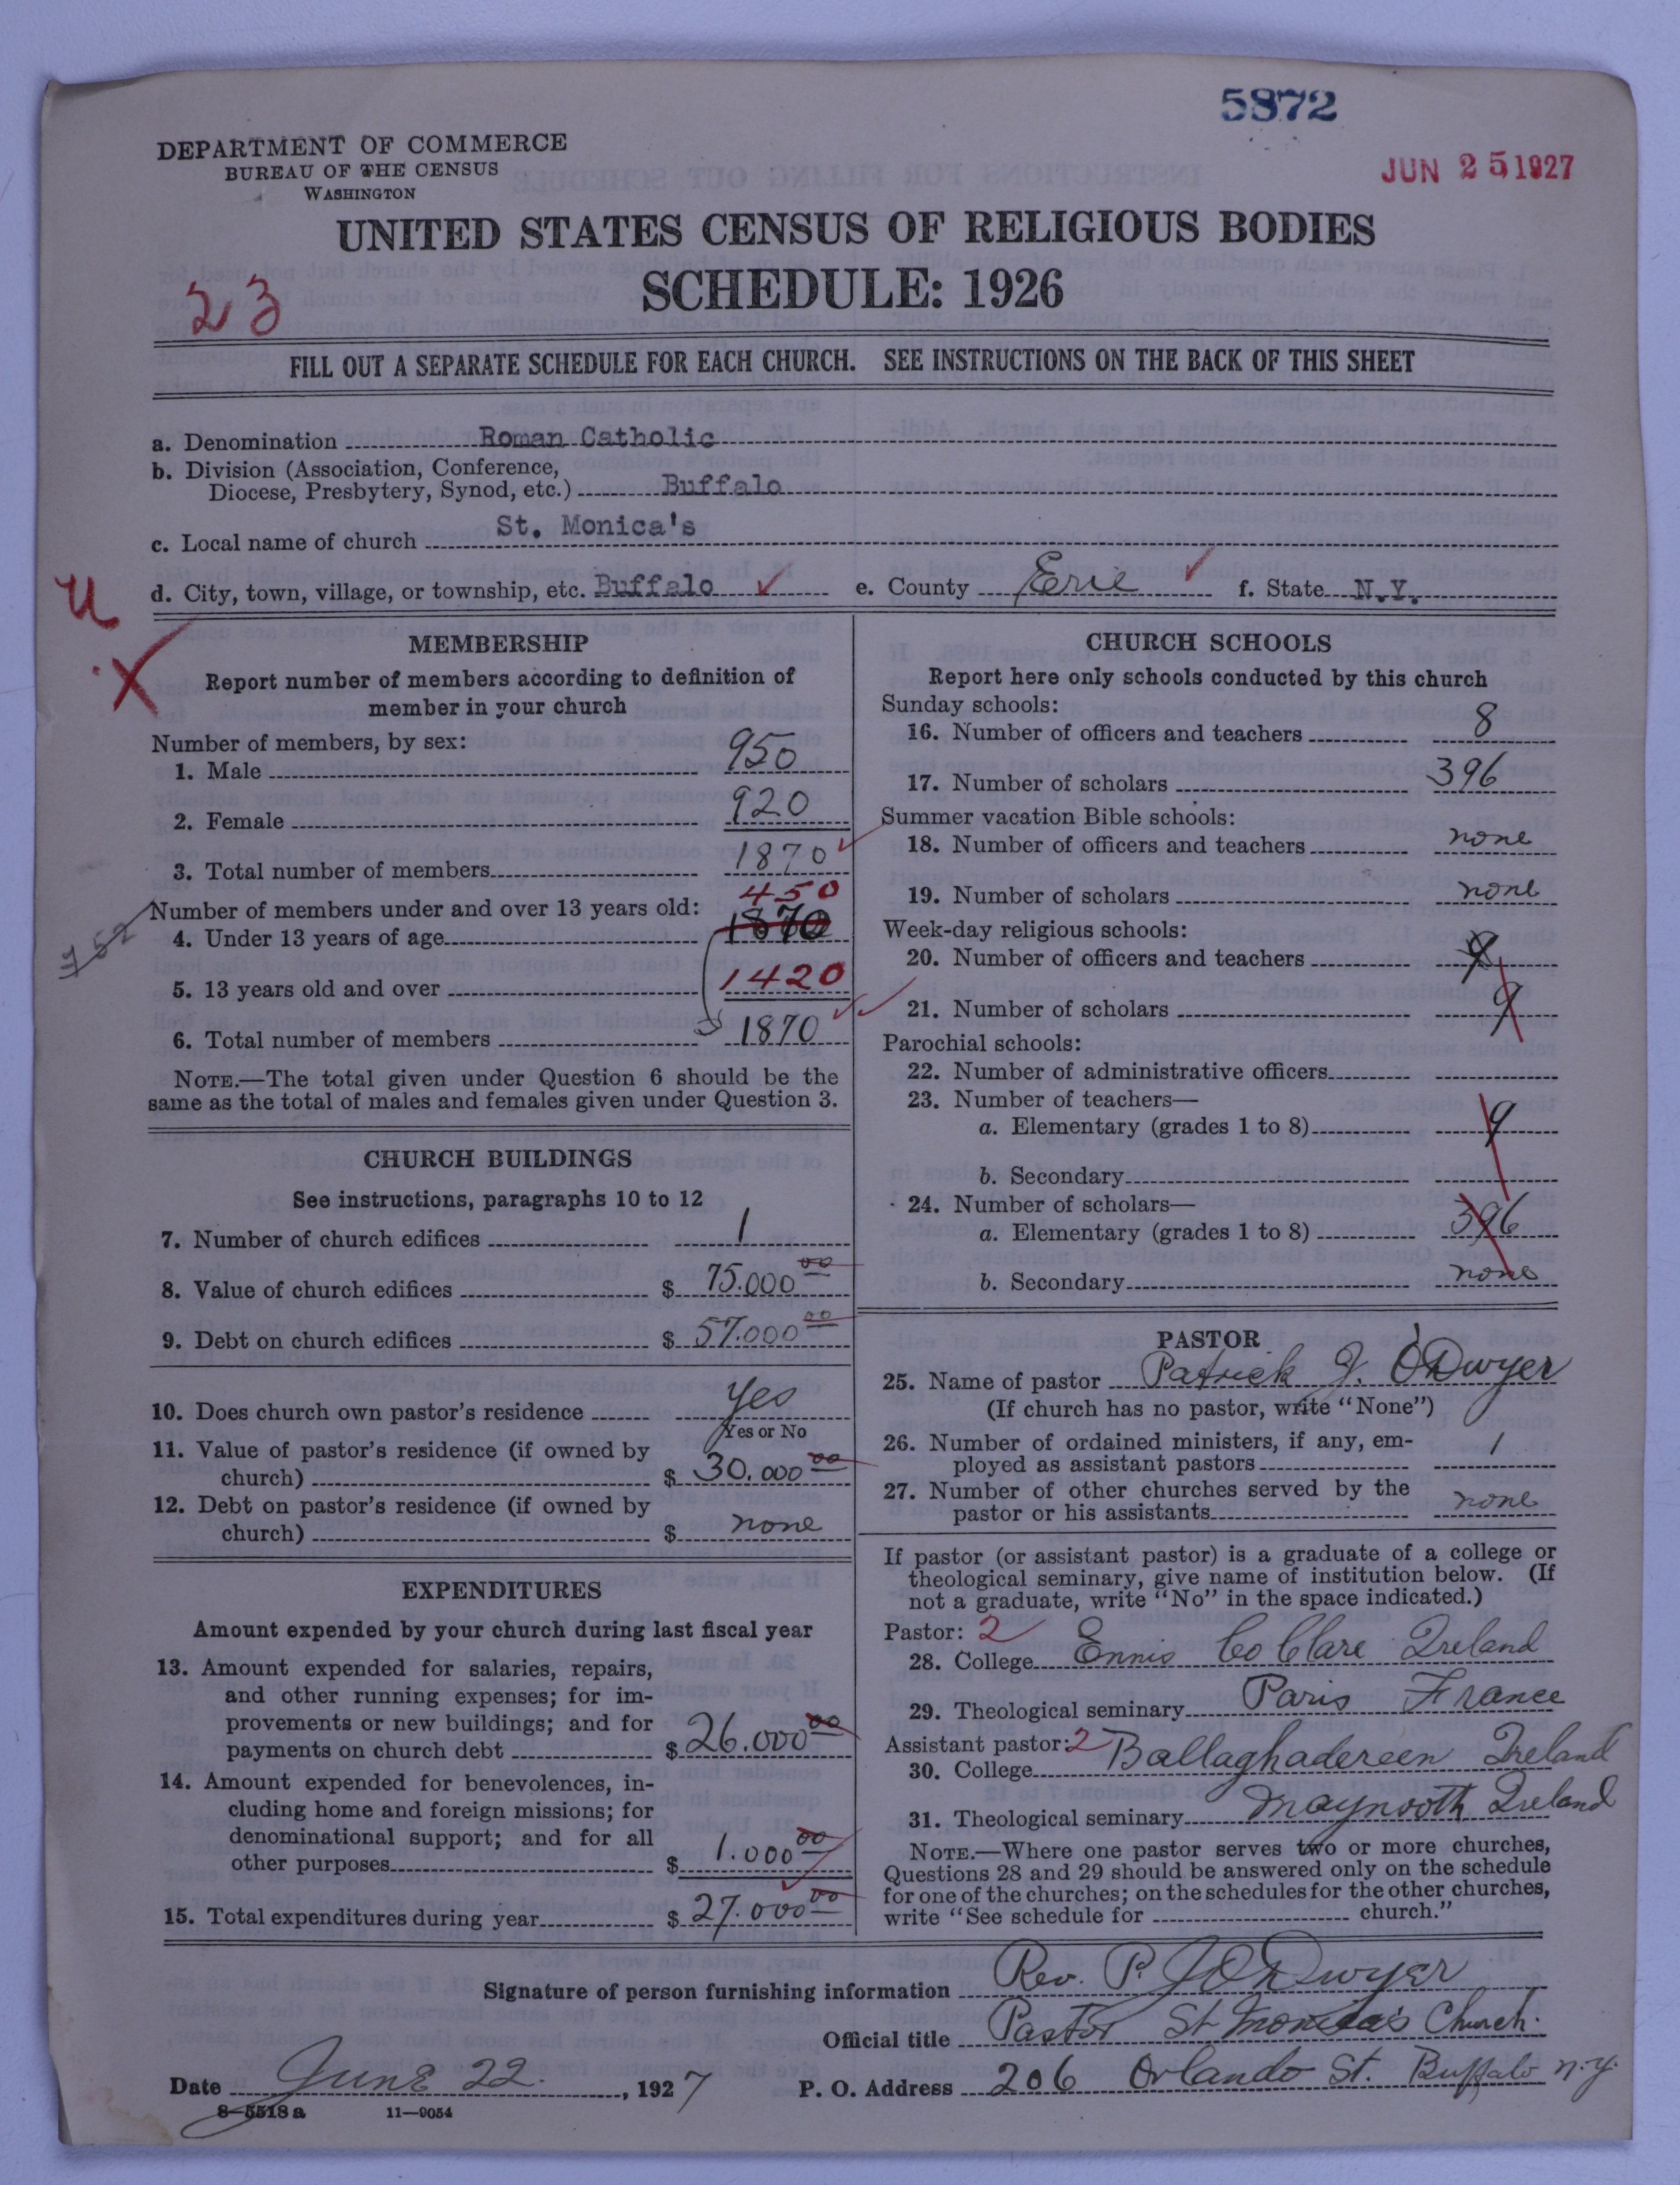 5872
JUN 25 1927
DEPARTMENT OF COMMERCE
BUREAU OF THE CENSUS
WASHINGTON
UNITED STATES CENSUS OF RELIGIOUS BODIES
SCHEDULE: 1926
23
FILL OUT A SEPARATE SCHEDULE FOR EACH CHURCH. SEE INSTRUCTIONS ON THE BACK OF THIS SHEET
a. Denomination Roman Catholic
b. Division (Association, Conference,
Diocese, Presbytery, Synod, etc.) Buffalo
c. Local name of church St. Monica's
d. City, town, village, or township, etc. Buffalo ✓ e. County Erie ✓ f. State N.Y.
U
X
MEMBERSHIP
Report number of members according to definition of
member in your church
Number of members, by sex:
1. Male 950
2. Female 920
3. Total number of members 1870 ✓
450
Number of members under and over 13 years old:
4. Under 13 years of age 1870
5. 13 years old and over 1420
6. Total number of members 1870 ✓
NOTE.—The total given under Question 6 should be the
same as the total of males and females given under Question 3.
CHURCH BUILDINGS
See instructions, paragraphs 10 to 12
7. Number of church edifices 1
8. Value of church edifices $ 75.000 00
9. Debt on church edifices $ 57.000 00
10. Does church own pastor's residence Yes
Yes or No
11. Value of pastor's residence (if owned by
church) $ 30.000 00
12. Debt on pastor's residence (if owned by
church) $ none
EXPENDITURES
Amount expended by your church during last fiscal year
13. Amount expended for salaries, repairs,
and other running expenses; for im-
provements or new buildings; and for
payments on church debt $ 26.000 00
14. Amount expended for benevolences, in-
cluding home and foreign missions; for
denominational support; and for all
other purposes $ 1.000 00
15. Total expenditures during year $ 27.000 00
CHURCH SCHOOLS
Report here only schools conducted by this church
Sunday schools:
16. Number of officers and teachers 8
17. Number of scholars 396
Summer vacation Bible schools:
18. Number of officers and teachers none
19. Number of scholars none
Week-day religious schools:
20. Number of officers and teachers 9
21. Number of scholars 9
Parochial schools:
22. Number of administrative officers
23. Number of teachers—
a. Elementary (grades 1 to 8) 9
b. Secondary
24. Number of scholars—
a. Elementary (grades 1 to 8) 396
b. Secondary none
PASTOR
25. Name of pastor Patrick J. O'Dwyer
(If church has no pastor, write "None")
26. Number of ordained ministers, if any, em-
ployed as assistant pastors 1
27. Number of other churches served by the
pastor or his assistants none
If pastor (or assistant pastor) is a graduate of a college or
theological seminary, give name of institution below. (If
not a graduate, write "No" in the space indicated.)
Pastor: 2
28. College Ennis Co Clare Ireland
29. Theological seminary Paris France
Assistant pastor: 2
30. College Ballaghadereen Ireland
31. Theological seminary Maynooth Ireland
NOTE.—Where one pastor serves two or more churches,
Questions 28 and 29 should be answered only on the schedule
for one of the churches; on the schedules for the other churches,
write "See schedule for church."
Signature of person furnishing information Rev. P. J O'Dwyer
Official title Pastor St Monica's Church.
Date June 22. , 1927 P. O. Address 206 Orlando St. Buffalo N.Y.
8-5518 a 11-9054